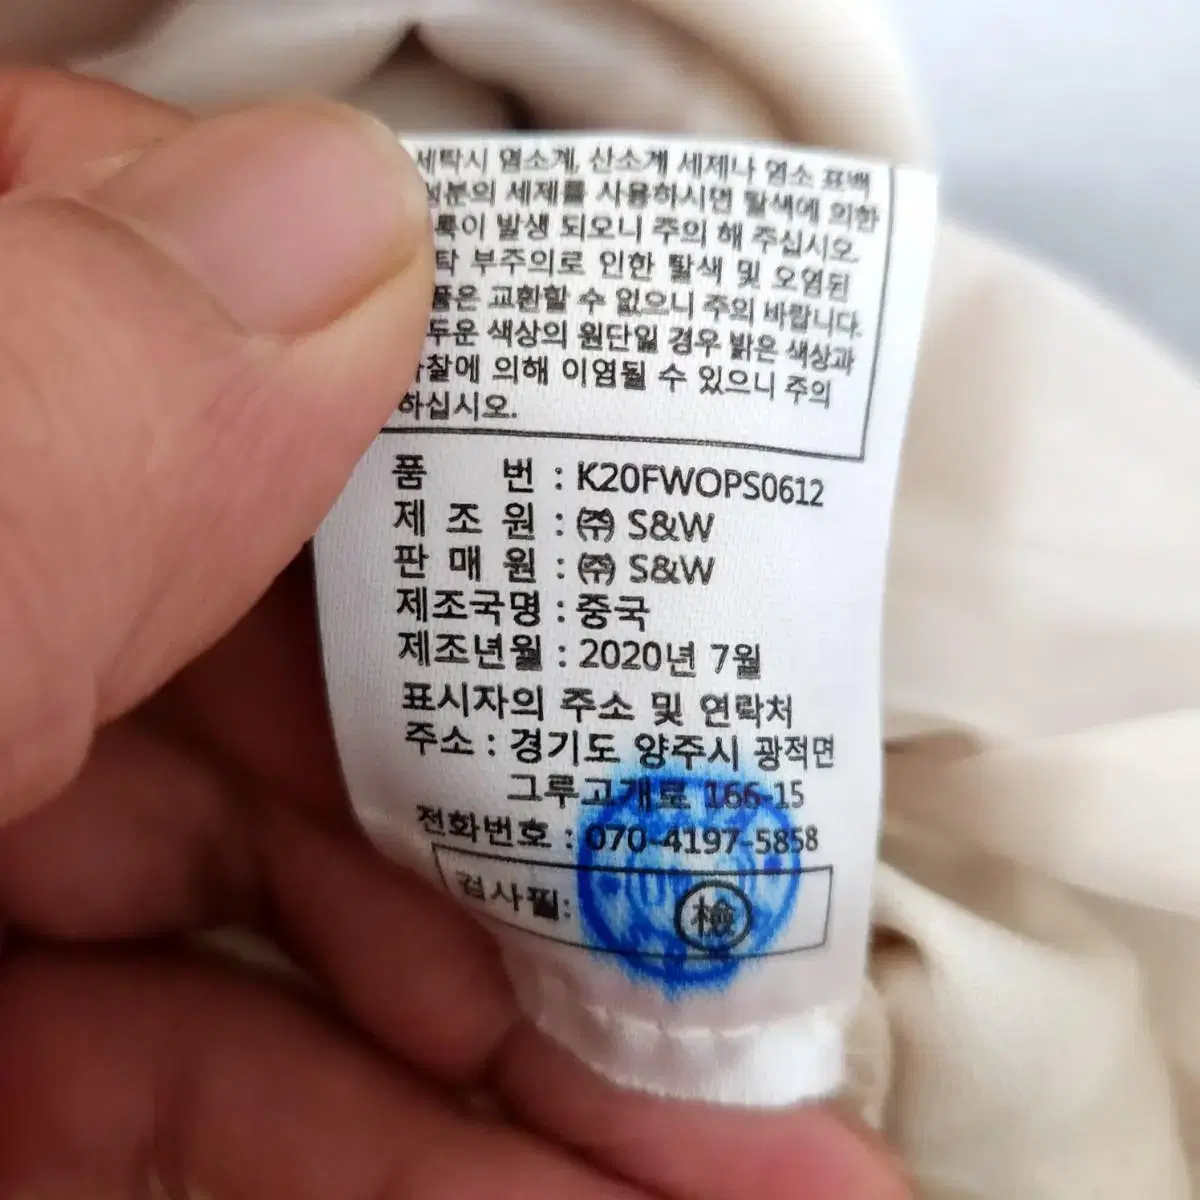 세탁시 염소계, 산소계 세제나 염소 표백
성분의 세제를 사용하시면 탈색에 의한
룩이 발생 되오니 주의 해 주십시오.
탁 부주의로 인한 탈색 및 오염된
품은 교환할 수 없으니 주의 바랍니다.
두운 색상의 원단일 경우 밝은 색상과
찰에 의해 이염될 수 있으니 주의
하십시오.
품 번 : K20FWOPS0612
제 조 원 : ㈜ S&W
판 매 원 : ㈜ S&W
제조국명 : 중국
제조년월 : 2020년 7월
표시자의 주소 및 연락처
주소 : 경기도 양주시 광적면
그루고개로 166-15
전화번호 : 070-4197-5858
검사필: 檢